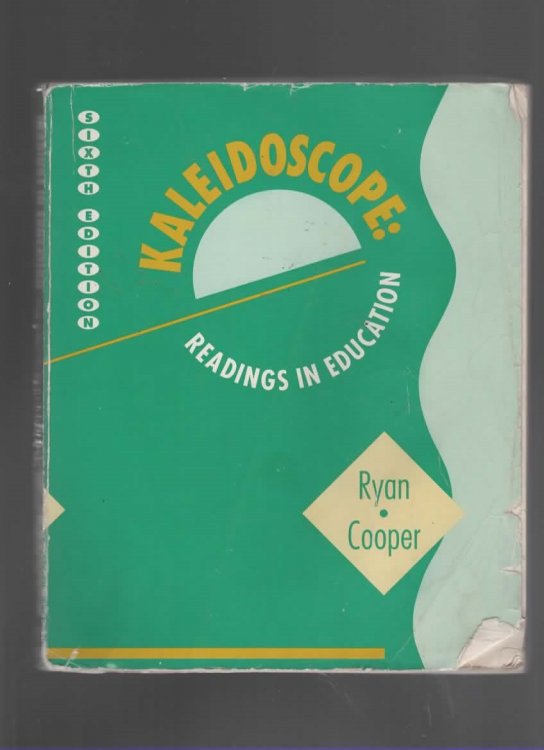 SIXTH EDITION
KALEIDOSCOPE:
READINGS IN EDUCATION
Ryan
•
Cooper